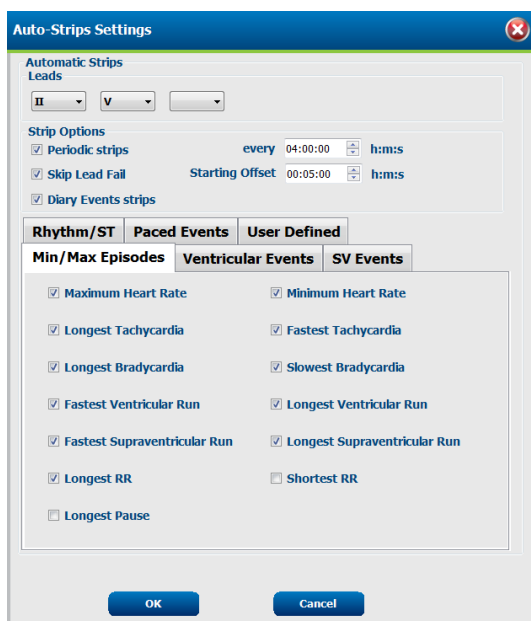 Auto-Strips Settings
Automatic Strips
Leads
II V
Strip Options
Periodic strips every 04:00:00 h:m:s
Skip Lead Fail Starting Offset 00:05:00 h:m:s
Diary Events strips
Rhythm/ST Paced Events User Defined
Min/Max Episodes Ventricular Events SV Events
Maximum Heart Rate Minimum Heart Rate
Longest Tachycardia Fastest Tachycardia
Longest Bradycardia Slowest Bradycardia
Fastest Ventricular Run Longest Ventricular Run
Fastest Supraventricular Run Longest Supraventricular Run
Longest RR Shortest RR
Longest Pause
OK Cancel